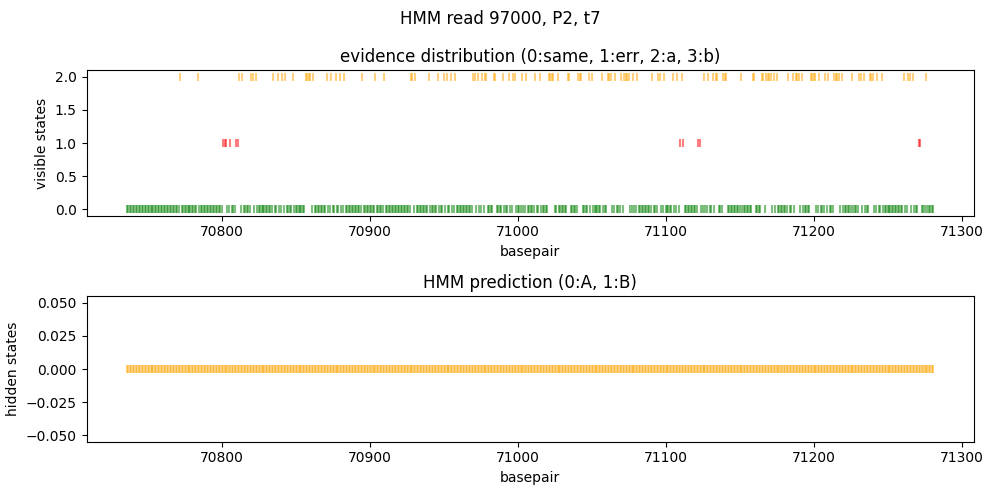 HMM read 97000, P2, t7
evidence distribution (0:same, 1:err, 2:a, 3:b)
visible states
2.0
1.5
1.0
0.5
0.0
70800 70900 71000 71100 71200 71300
basepair
HMM prediction (0:A, 1:B)
hidden states
0.050
0.025
0.000
−0.025
−0.050
70800 70900 71000 71100 71200 71300
basepair